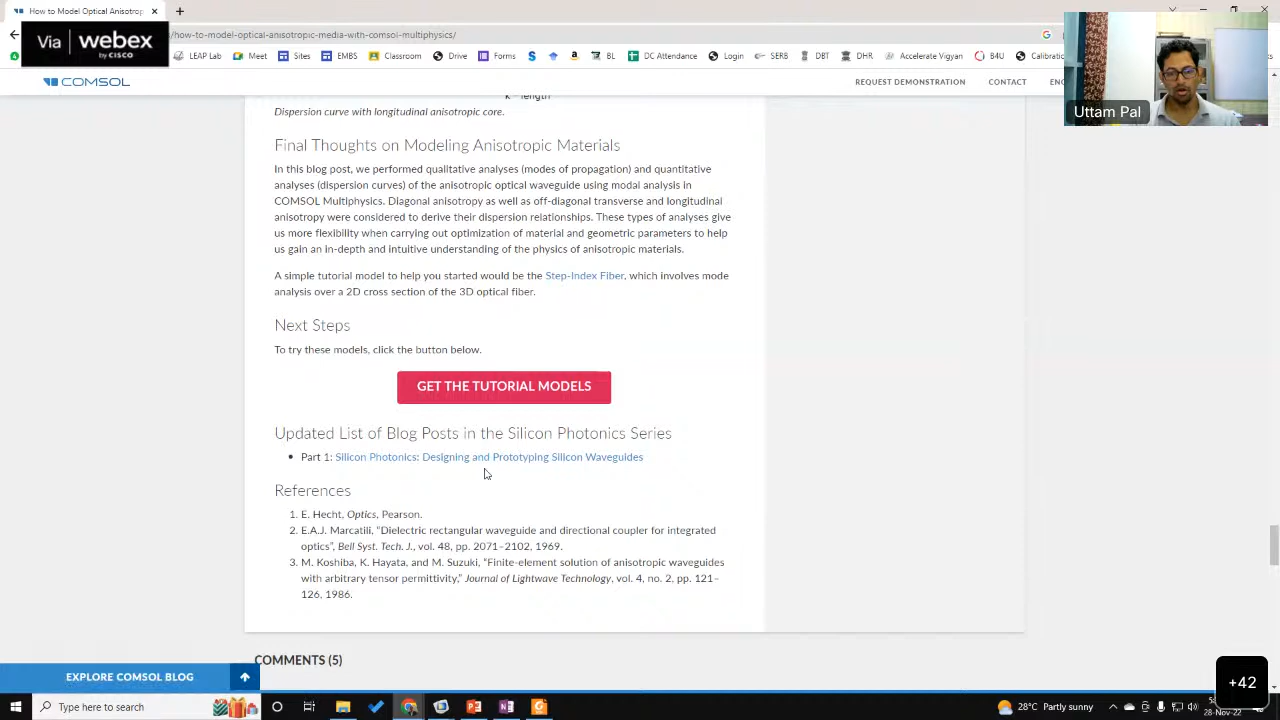 How to Model Optical Anisotrop
Via webex
by CISCO
/how-to-model-optical-anisotropic-media-with-comsol-multiphysics/
LEAP Lab Meet Sites EMBS Classroom Drive Forms BL DC Attendance Login SERB DBT DHR Accelerate Vigyan B4U Calibratio
COMSOL REQUEST DEMONSTRATION CONTACT
Uttam Pal
Dispersion curve with longitudinal anisotropic core.
Final Thoughts on Modeling Anisotropic Materials
In this blog post, we performed qualitative analyses (modes of propagation) and quantitative
analyses (dispersion curves) of the anisotropic optical waveguide using modal analysis in
COMSOL Multiphysics. Diagonal anisotropy as well as off-diagonal transverse and longitudinal
anisotropy were considered to derive their dispersion relationships. These types of analyses give
us more flexibility when carrying out optimization of material and geometric parameters to help
us gain an in-depth and intuitive understanding of the physics of anisotropic materials.
A simple tutorial model to help you started would be the Step-Index Fiber, which involves mode
analysis over a 2D cross section of the 3D optical fiber.
Next Steps
To try these models, click the button below.
GET THE TUTORIAL MODELS
Updated List of Blog Posts in the Silicon Photonics Series
Part 1: Silicon Photonics: Designing and Prototyping Silicon Waveguides
References
1. E. Hecht, Optics, Pearson.
2. E.A.J. Marcatili, “Dielectric rectangular waveguide and directional coupler for integrated
optics”, Bell Syst. Tech. J., vol. 48, pp. 2071–2102, 1969.
3. M. Koshiba, K. Hayata, and M. Suzuki, “Finite-element solution of anisotropic waveguides
with arbitrary tensor permittivity,” Journal of Lightwave Technology, vol. 4, no. 2, pp. 121–
126, 1986.
COMMENTS (5)
EXPLORE COMSOL BLOG
+42
Type here to search
28°C Partly sunny
28-Nov-22